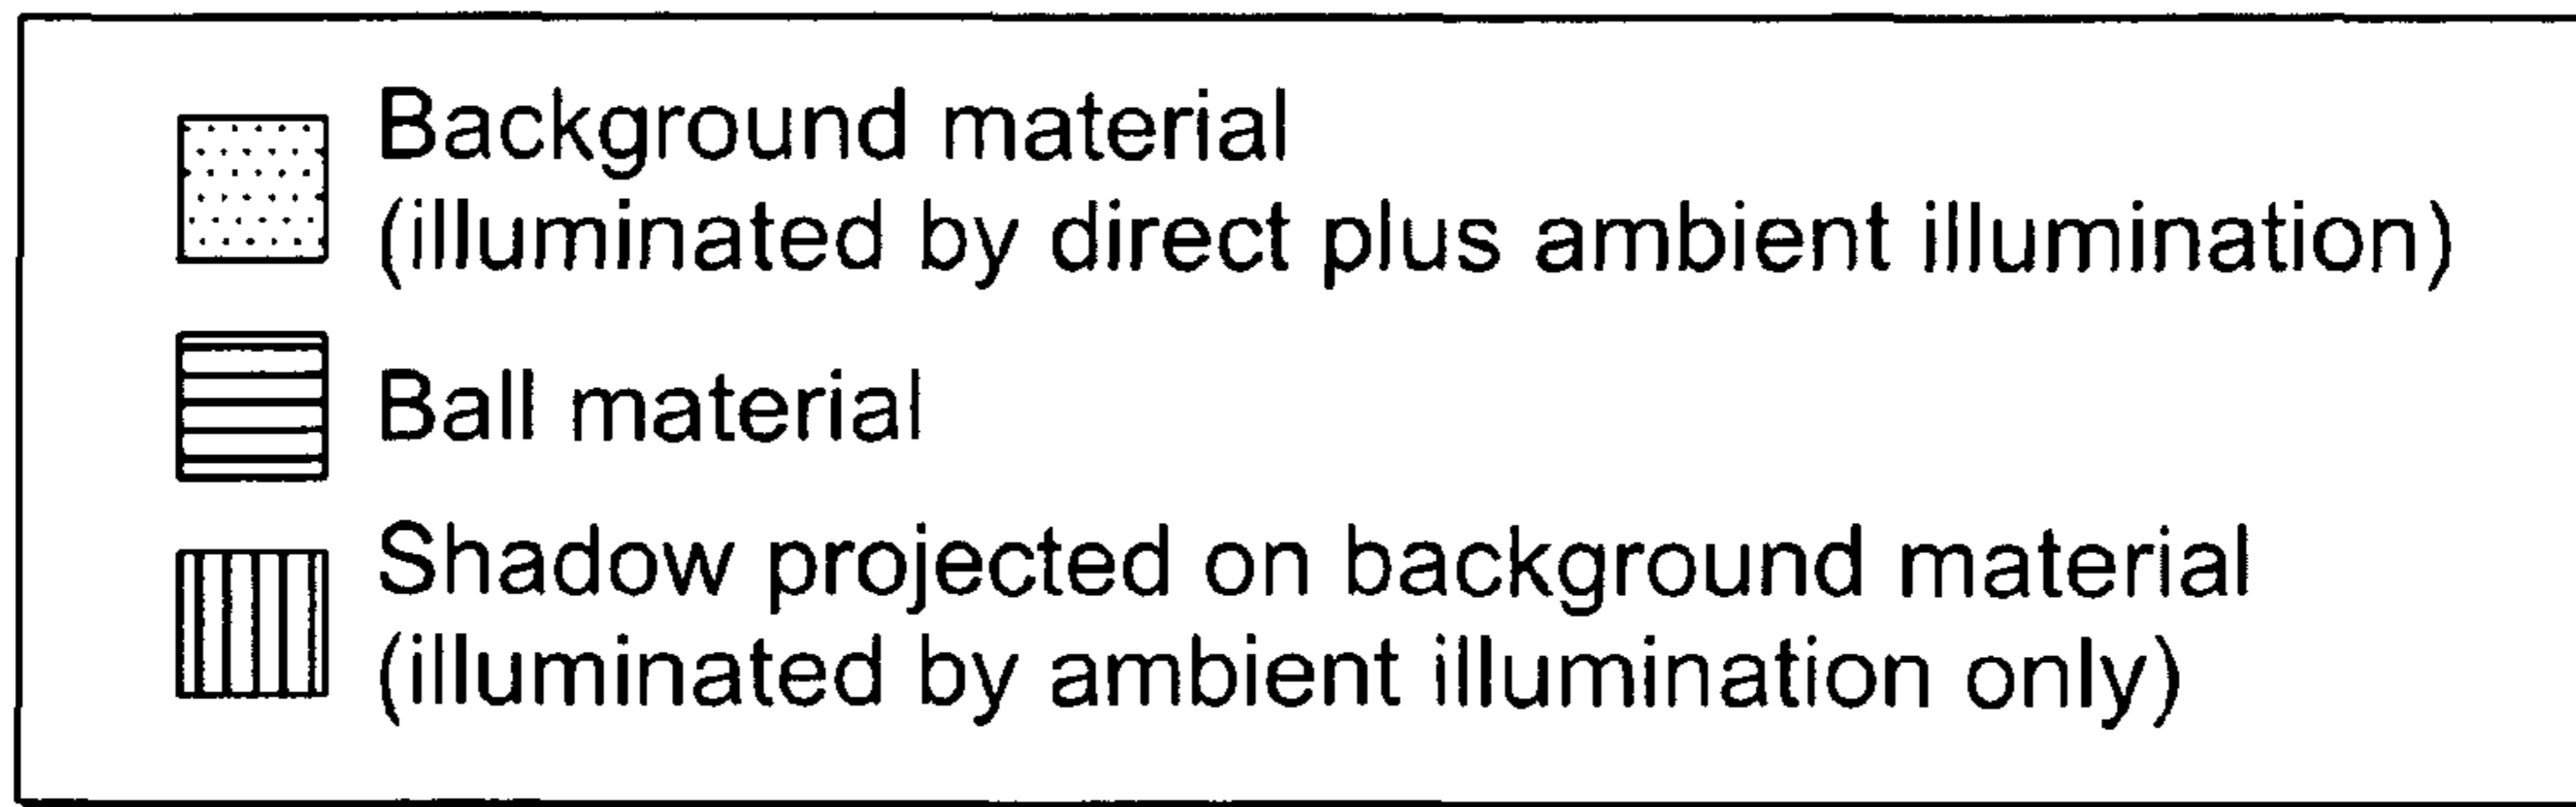 Background material
(illuminated by direct plus ambient illumination)
Ball material
Shadow projected on background material
(illuminated by ambient illumination only)